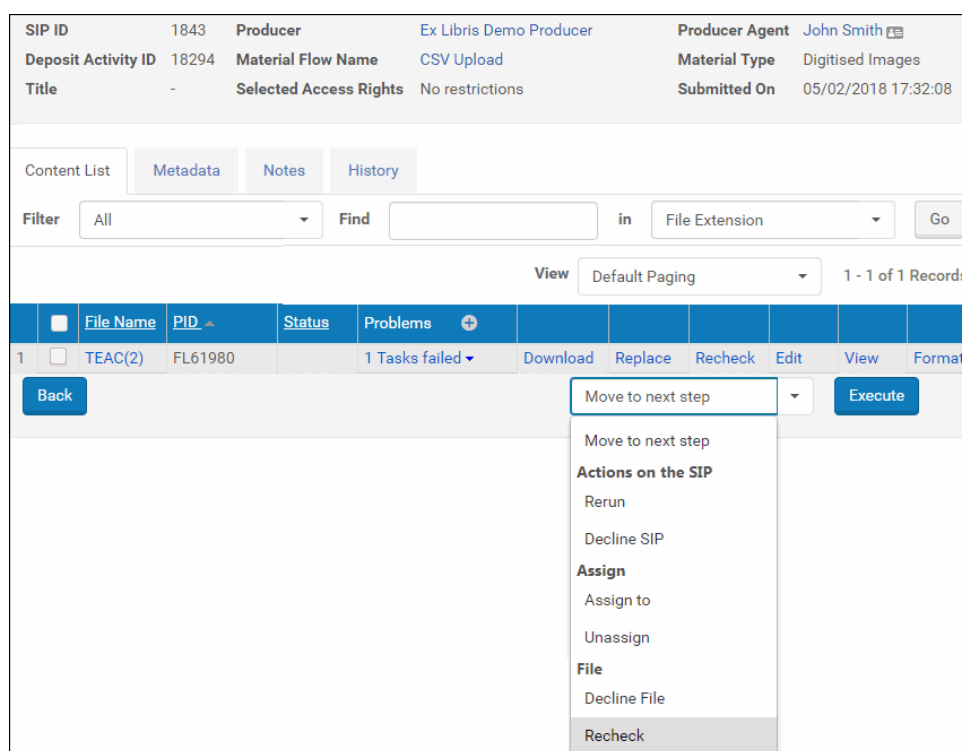 SIP ID 1843 Producer Ex Libris Demo Producer Producer Agent John Smith
Deposit Activity ID 18294 Material Flow Name CSV Upload Material Type Digitised Images
Title - Selected Access Rights No restrictions Submitted On 05/02/2018 17:32:08
Content List Metadata Notes History
Filter All Find in File Extension Go
View Default Paging 1 - 1 of 1 Records
File Name PID Status Problems
1 TEAC(2) FL61980 1 Tasks failed Download Replace Recheck Edit View Format
Back Move to next step Execute
Move to next step
Actions on the SIP
Rerun
Decline SIP
Assign
Assign to
Unassign
File
Decline File
Recheck